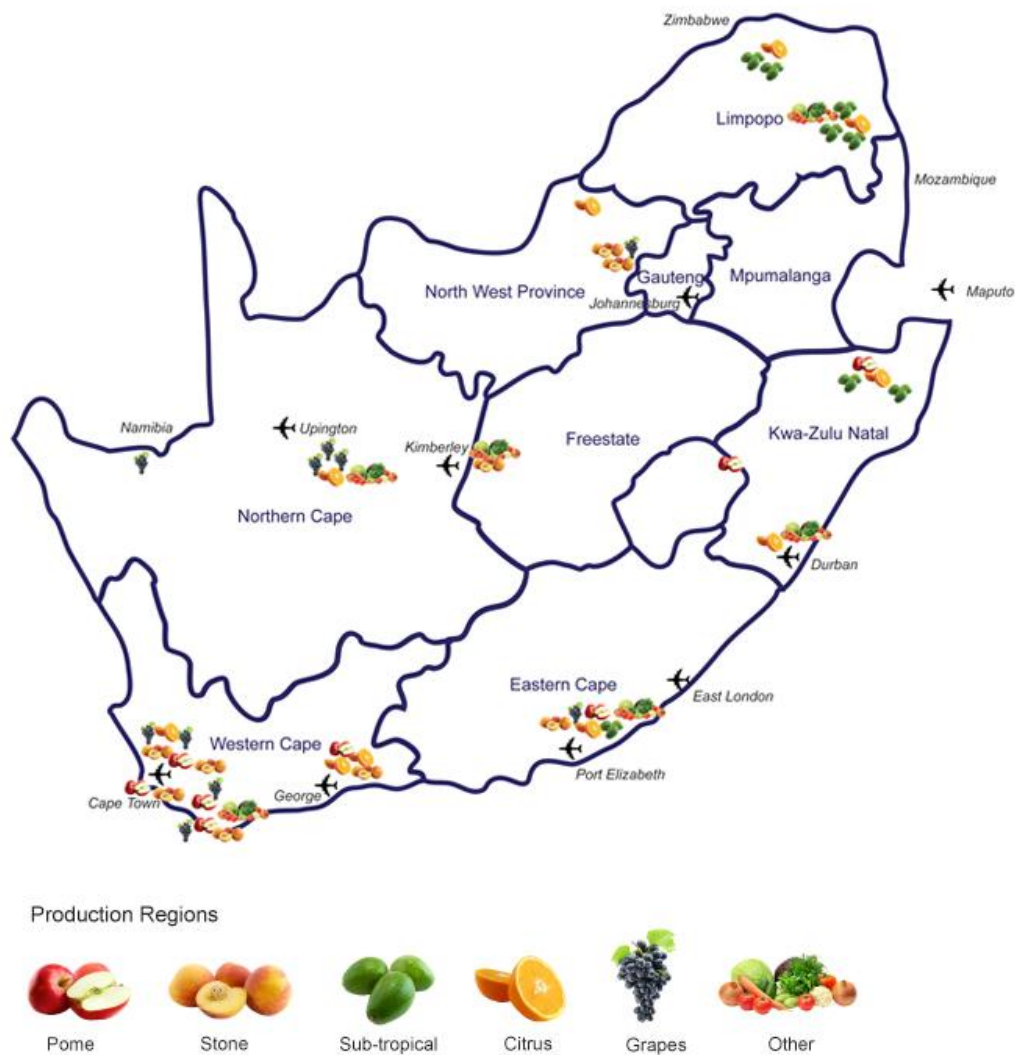 Zimbabwe
Limpopo
Mozambique
North West Province
Gauteng
Mpumalanga
Johannesburg
Maputo
Namibia
Upington
Kimberley
Freestate
Kwa-Zulu Natal
Northern Cape
Durban
Eastern Cape
East London
Western Cape
Port Elizabeth
Cape Town
George
Production Regions
Pome
Stone
Sub-tropical
Citrus
Grapes
Other